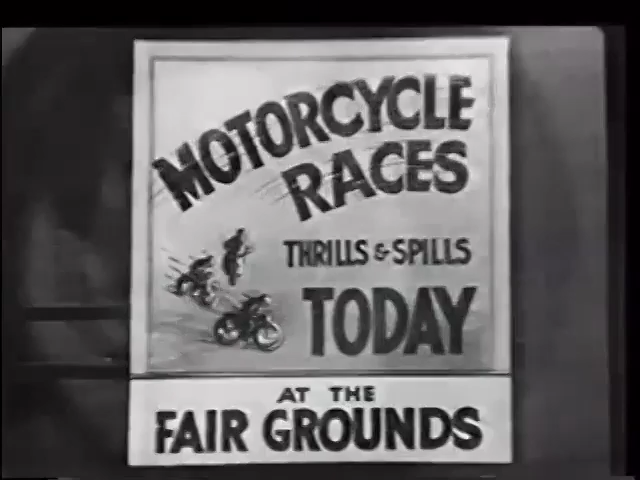 MOTORCYCLE
RACES
THRILLS & SPILLS
TODAY
AT THE
FAIR GROUNDS